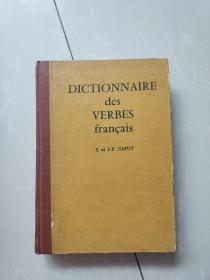 DICTIONNAIRE
des
VERBES
français
J. et J.-P. CAPUT